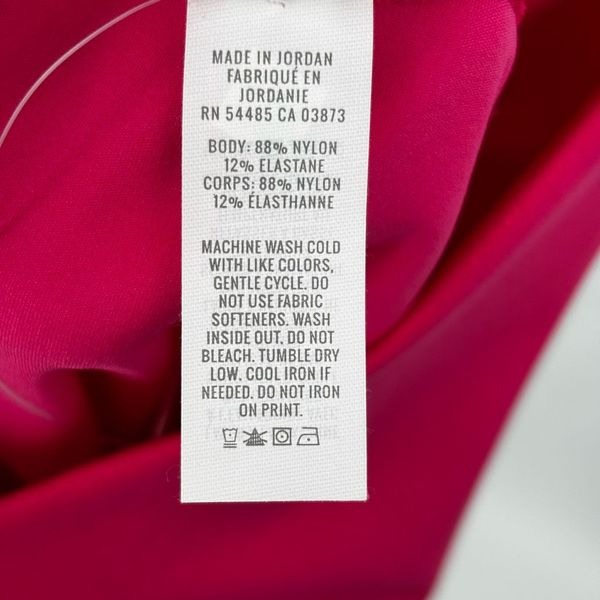 MADE IN JORDAN
FABRIQUÉ EN
JORDANIE
RN 54485 CA 03873
BODY: 88% NYLON
12% ELASTANE
CORPS: 88% NYLON
12% ÉLASTHANNE
MACHINE WASH COLD
WITH LIKE COLORS,
GENTLE CYCLE. DO
NOT USE FABRIC
SOFTENERS. WASH
INSIDE OUT. DO NOT
BLEACH. TUMBLE DRY
LOW. COOL IRON IF
NEEDED. DO NOT IRON
ON PRINT.